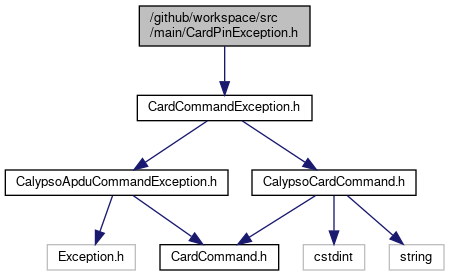 /github/workspace/src
/main/CardPinException.h
CardCommandException.h
CalypsoApduCommandException.h
CalypsoCardCommand.h
Exception.h
CardCommand.h
cstdint
string